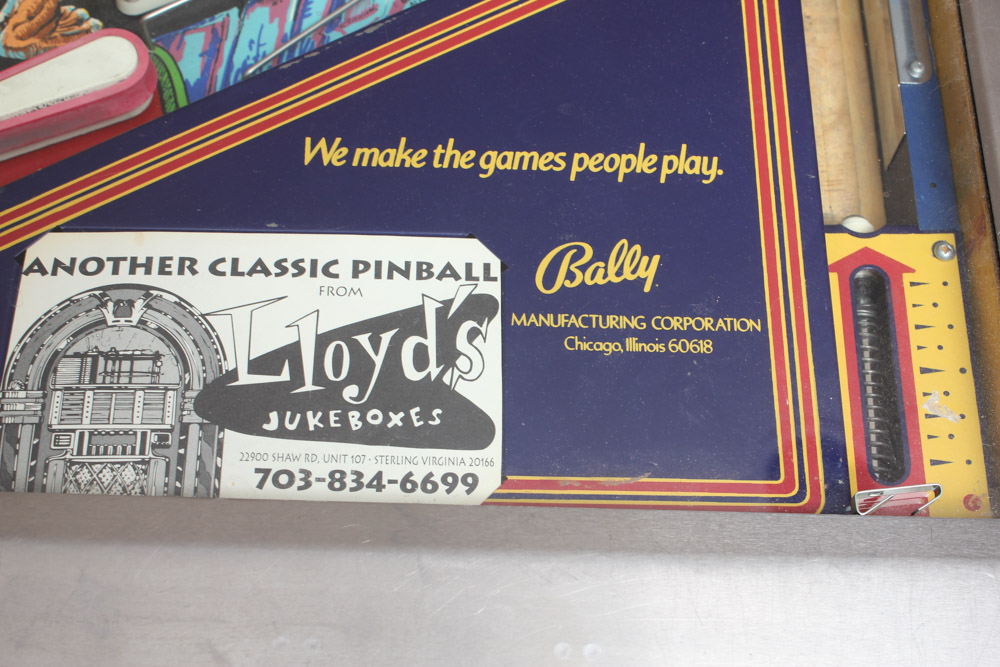 We make the games people play.
Bally
MANUFACTURING CORPORATION
Chicago, Illinois 60618
ANOTHER CLASSIC PINBALL
FROM
Lloyd's
JUKEBOXES
22900 SHAW RD, UNIT 107 · STERLING VIRGINIA 20166
703-834-6699